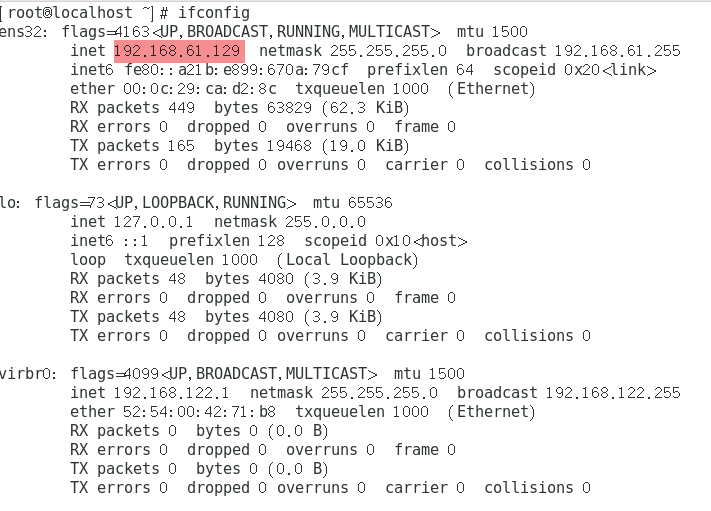 [root@localhost ~]# ifconfig
ens32: flags=4163<UP,BROADCAST,RUNNING,MULTICAST>  mtu 1500
        inet 192.168.61.129  netmask 255.255.255.0  broadcast 192.168.61.255
        inet6 fe80::a21b:e899:670a:79cf  prefixlen 64  scopeid 0x20<link>
        ether 00:0c:29:ca:d2:8c  txqueuelen 1000  (Ethernet)
        RX packets 449  bytes 63829 (62.3 KiB)
        RX errors 0  dropped 0  overruns 0  frame 0
        TX packets 165  bytes 19468 (19.0 KiB)
        TX errors 0  dropped 0 overruns 0  carrier 0  collisions 0

lo: flags=73<UP,LOOPBACK,RUNNING>  mtu 65536
        inet 127.0.0.1  netmask 255.0.0.0
        inet6 ::1  prefixlen 128  scopeid 0x10<host>
        loop  txqueuelen 1000  (Local Loopback)
        RX packets 48  bytes 4080 (3.9 KiB)
        RX errors 0  dropped 0  overruns 0  frame 0
        TX packets 48  bytes 4080 (3.9 KiB)
        TX errors 0  dropped 0 overruns 0  carrier 0  collisions 0

virbr0: flags=4099<UP,BROADCAST,MULTICAST>  mtu 1500
        inet 192.168.122.1  netmask 255.255.255.0  broadcast 192.168.122.255
        ether 52:54:00:42:71:b8  txqueuelen 1000  (Ethernet)
        RX packets 0  bytes 0 (0.0 B)
        RX errors 0  dropped 0  overruns 0  frame 0
        TX packets 0  bytes 0 (0.0 B)
        TX errors 0  dropped 0 overruns 0  carrier 0  collisions 0